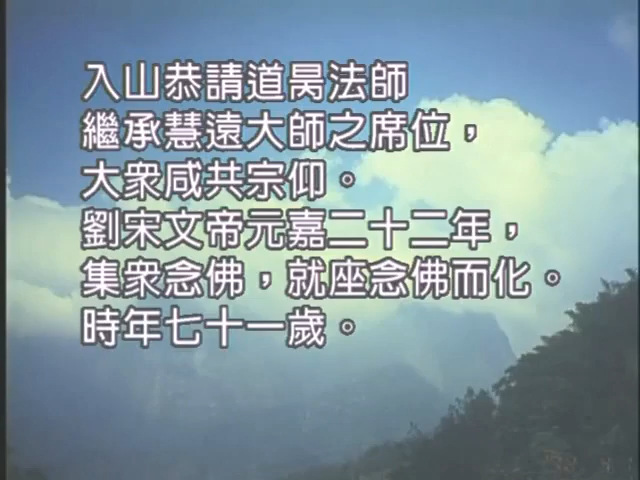 入山恭請道昺法師
繼承慧遠大師之席位，
大衆咸共宗仰。
劉宋文帝元嘉二十二年，
集衆念佛，就座念佛而化。
時年七十一歲。